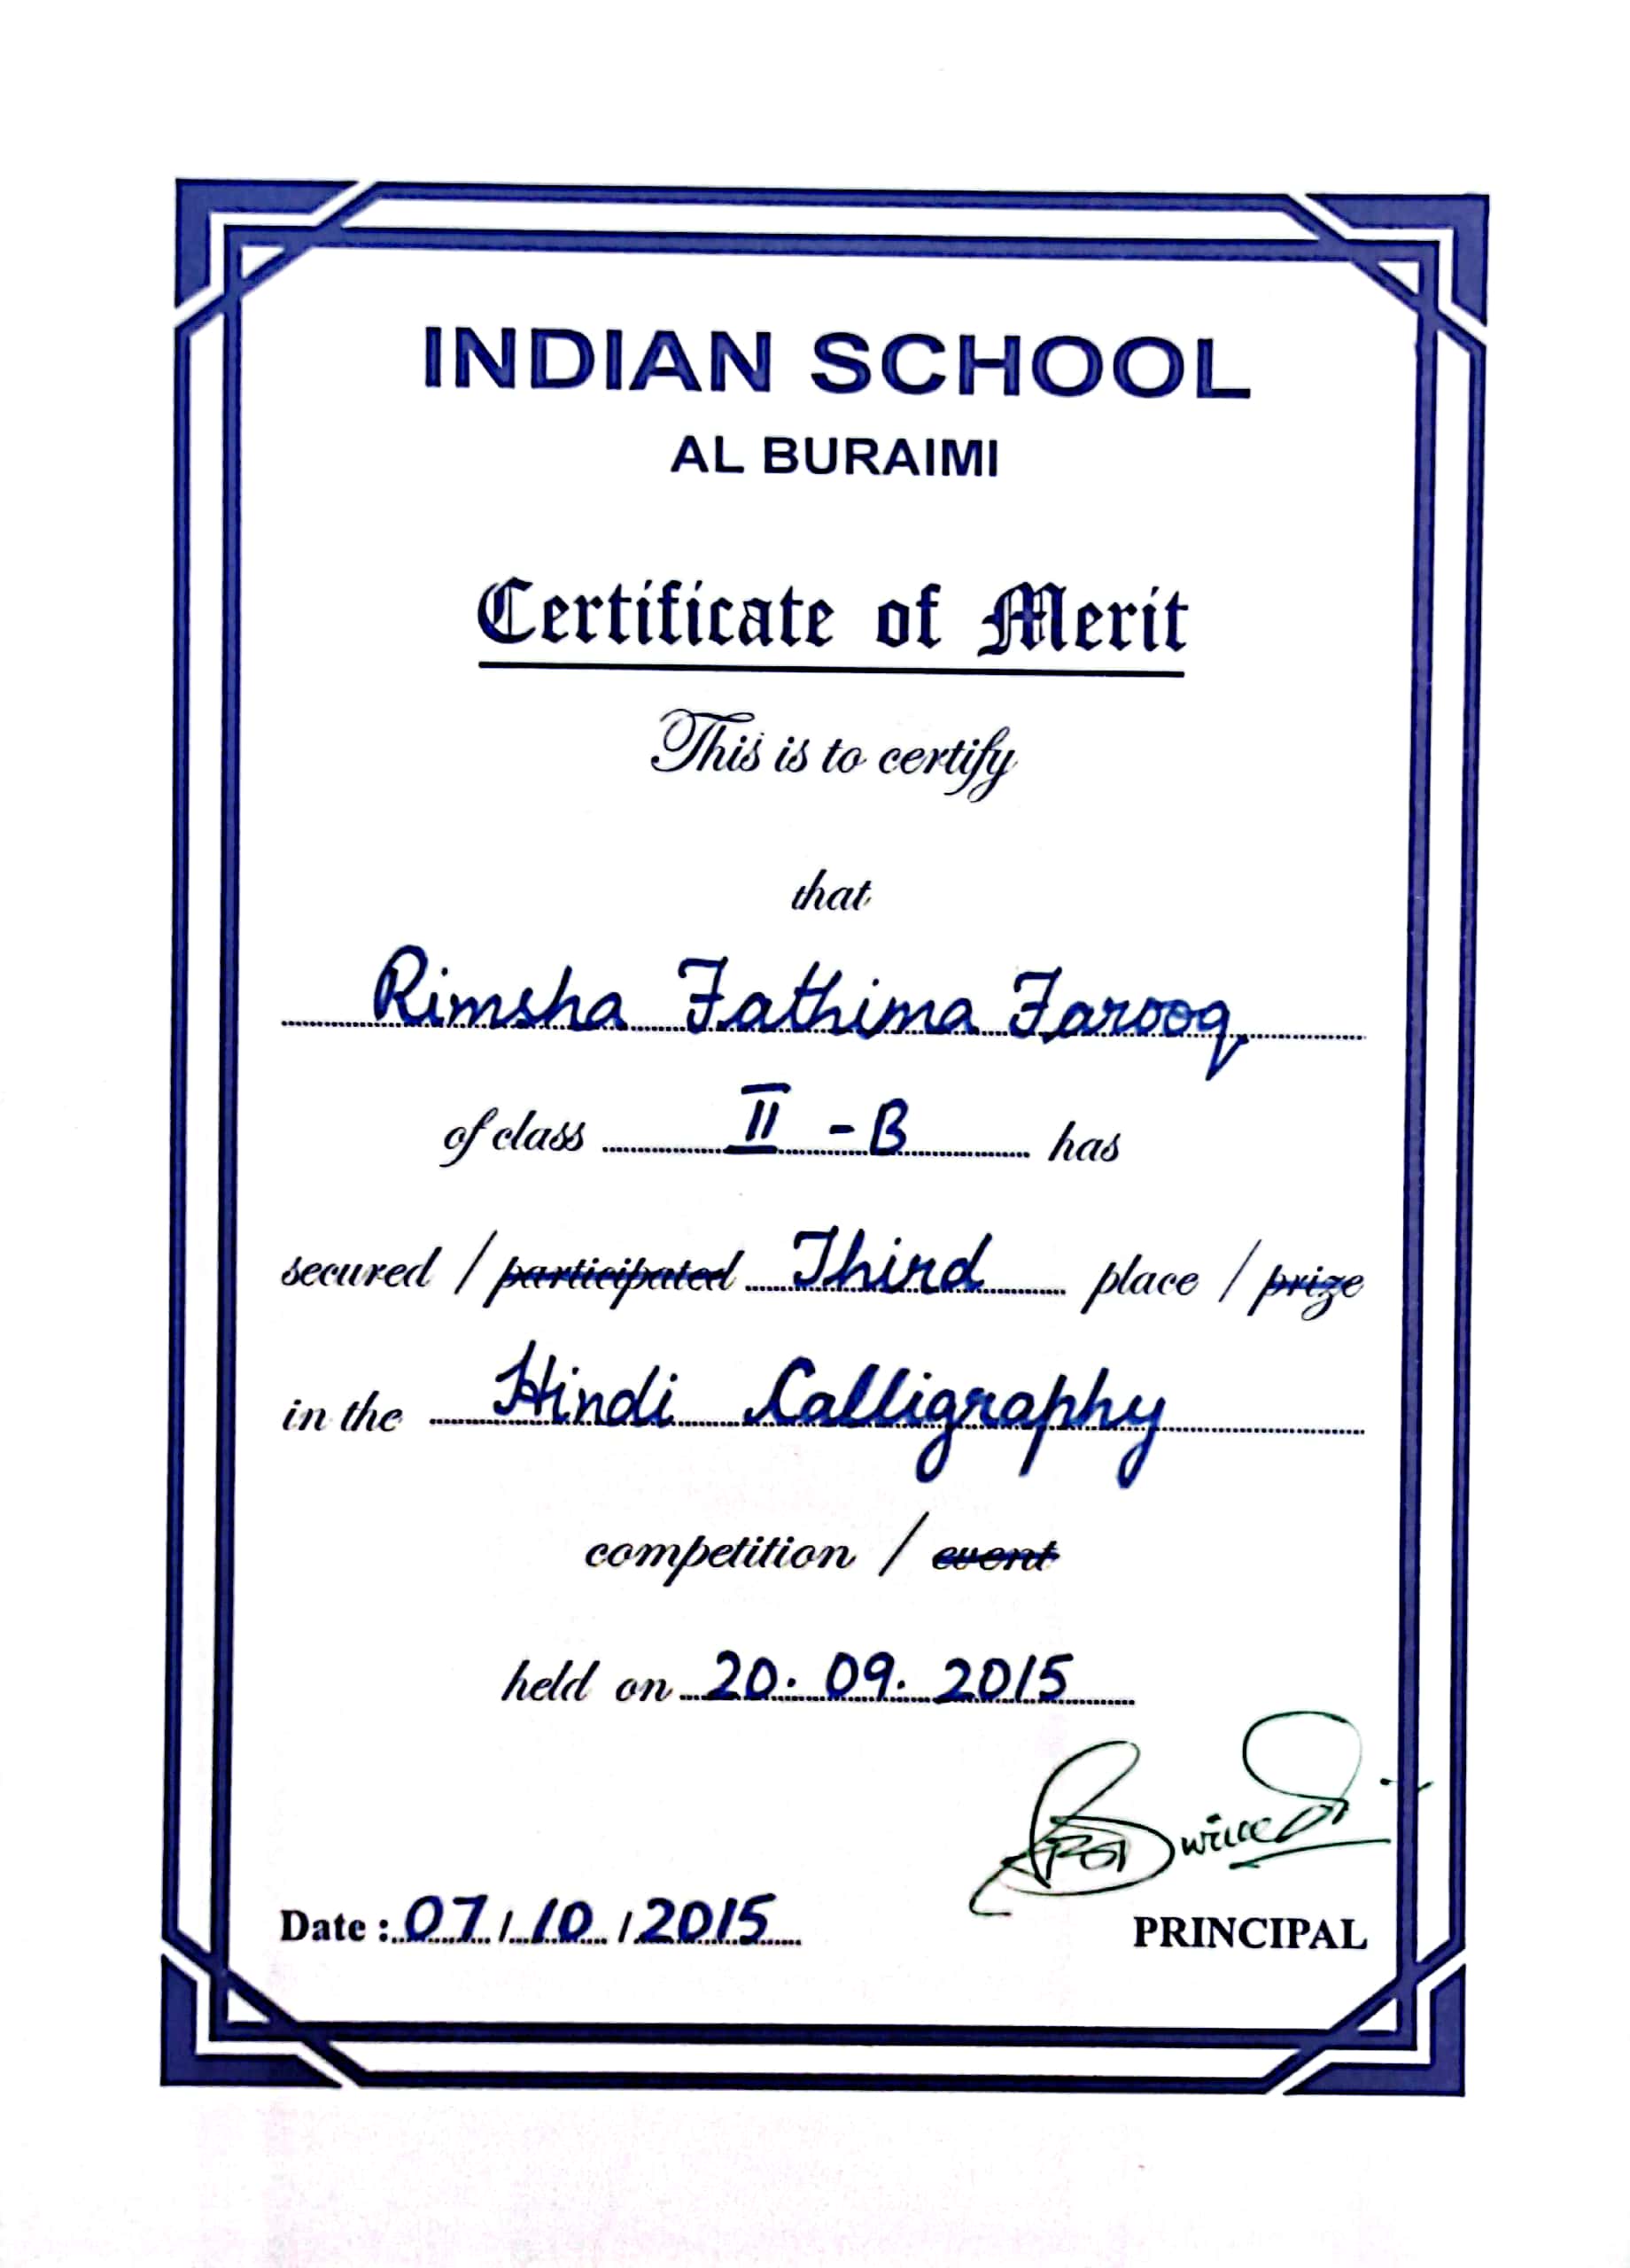 INDIAN SCHOOL
AL BURAIMI
Certificate of Merit
This is to certify
that
Rimsha Fathima Farooq
of class II - B has
secured / participated Third place / prize
in the Hindi Calligraphy
competition / event
held on 20. 09. 2015
Date : 07 / 10 / 2015
PRINCIPAL